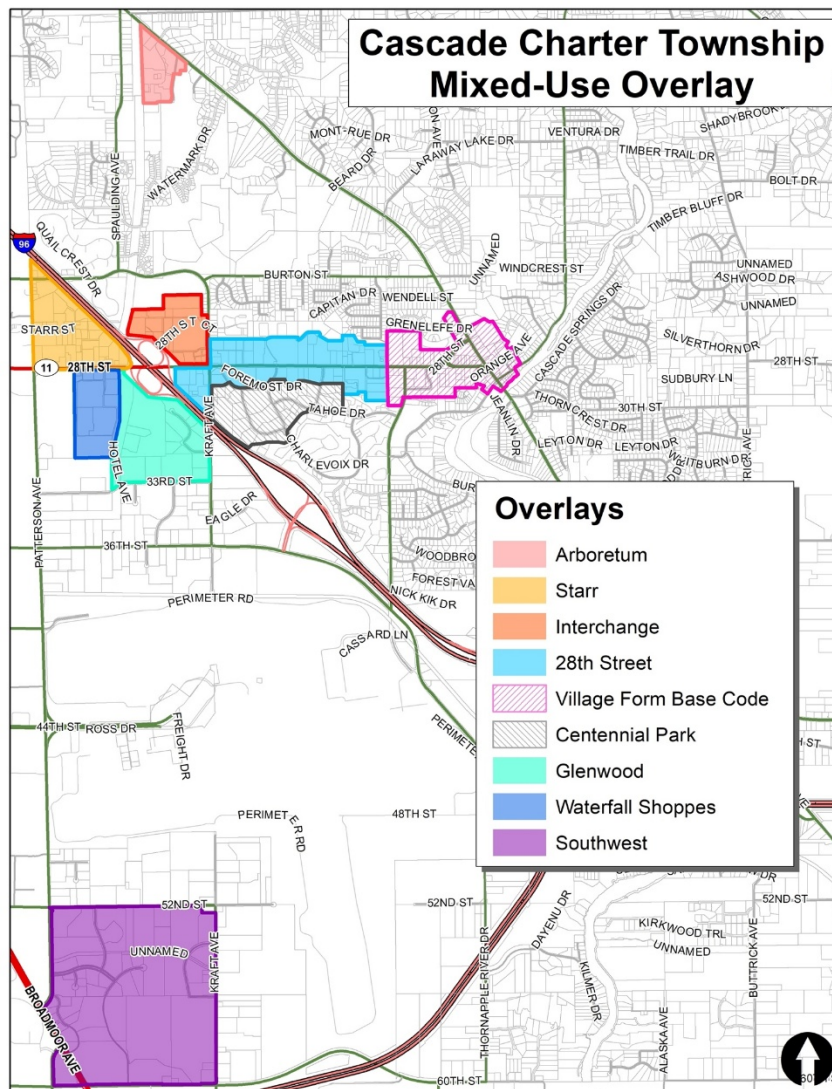 Cascade Charter Township
Mixed-Use Overlay
MONT-RUE DR
BEARD DR
LARAWAY LAKE DR
VENTURA DR
SHADYBROOK
TIMBER TRAIL DR
BOLT DR
TIMBER BLUFF DR
SPAULDING AVE
WATERMARK DR
96
QUAIL CREST DR
BURTON ST
CAPITAN DR
WENDELL ST
UNNAMED
WINDCREST ST
UNNAMED
ASHWOOD DR
UNNAMED
STARR ST
28TH ST CT
GRENELEFE DR
28TH ST
ORANGE AVE
CASCADE SPRINGS DR
SILVERTHORN DR
28TH ST
11
28TH ST
FOREMOST DR
SUDBURY LN
KRAFT AVE
TAHOE DR
JEANLIN DR
THORNCREST DR
30TH ST
LEYTON DR
LEYTON DR
WHITBURN DR
HOTEL AVE
CHARLEVOIX DR
33RD ST
EAGLE DR
PATTERSON AVE
36TH ST
WOODBRO
FOREST VA
NICK KIK DR
PERIMETER RD
CASSARD LN
44TH ST
ROSS DR
FREIGHT DR
PERIMETE
PERIMETER RD
48TH ST
Overlays
Arboretum
Starr
Interchange
28th Street
Village Form Base Code
Centennial Park
Glenwood
Waterfall Shoppes
Southwest
52ND ST
52ND ST
52ND ST
UNNAMED
KRAFT AVE
BROADMOOR AVE
THORNAPPLE RIVER DR
DAYENU DR
KILMER DR
KIRKWOOD TRL
UNNAMED
BUTTRICK AVE
ALASKA AVE
60TH ST